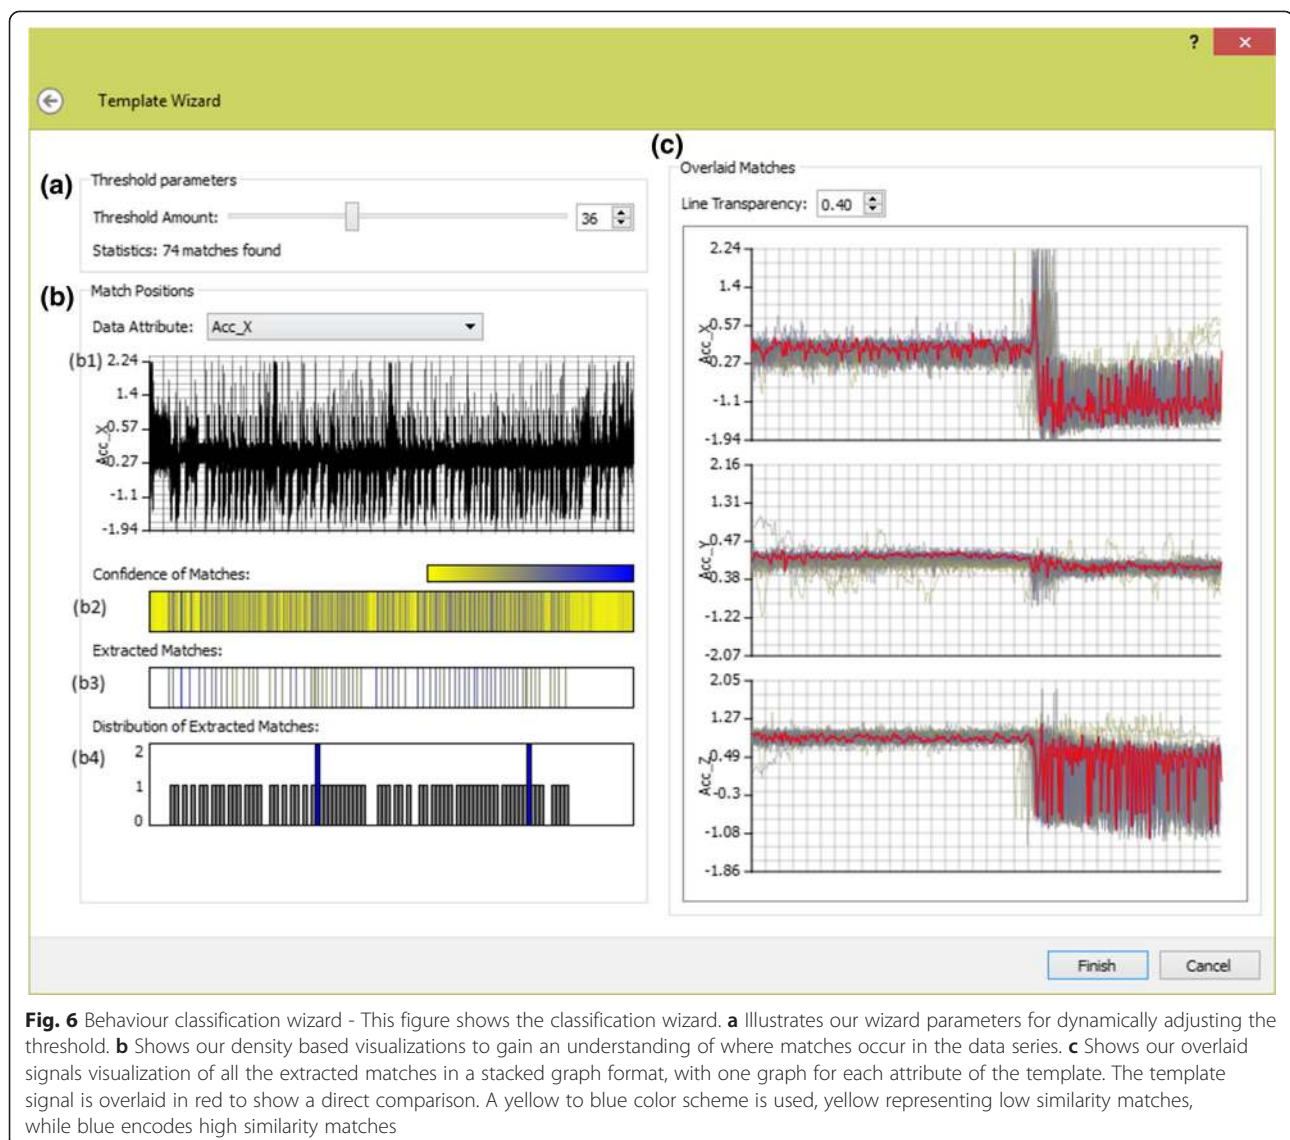 ?
×
Template Wizard
(a)
Threshold parameters
Threshold Amount:
36
Statistics: 74 matches found
(b)
Match Positions
Data Attribute: Acc_X
(b1)
2.24
1.4
0.57
-0.27
-1.1
-1.94
Acc_X
Confidence of Matches:
(b2)
Extracted Matches:
(b3)
Distribution of Extracted Matches:
(b4)
2
1
0
(c)
Overlaid Matches
Line Transparency: 0.40
2.24
1.4
0.57
-0.27
-1.1
-1.94
Acc_X
2.16
1.31
0.47
-0.38
-1.22
-2.07
Acc_Y
2.05
1.27
0.49
-0.3
-1.08
-1.86
Acc_Z
Finish
Cancel
Fig. 6 Behaviour classification wizard - This figure shows the classification wizard. a Illustrates our wizard parameters for dynamically adjusting the
threshold. b Shows our density based visualizations to gain an understanding of where matches occur in the data series. c Shows our overlaid
signals visualization of all the extracted matches in a stacked graph format, with one graph for each attribute of the template. The template
signal is overlaid in red to show a direct comparison. A yellow to blue color scheme is used, yellow representing low similarity matches,
while blue encodes high similarity matches